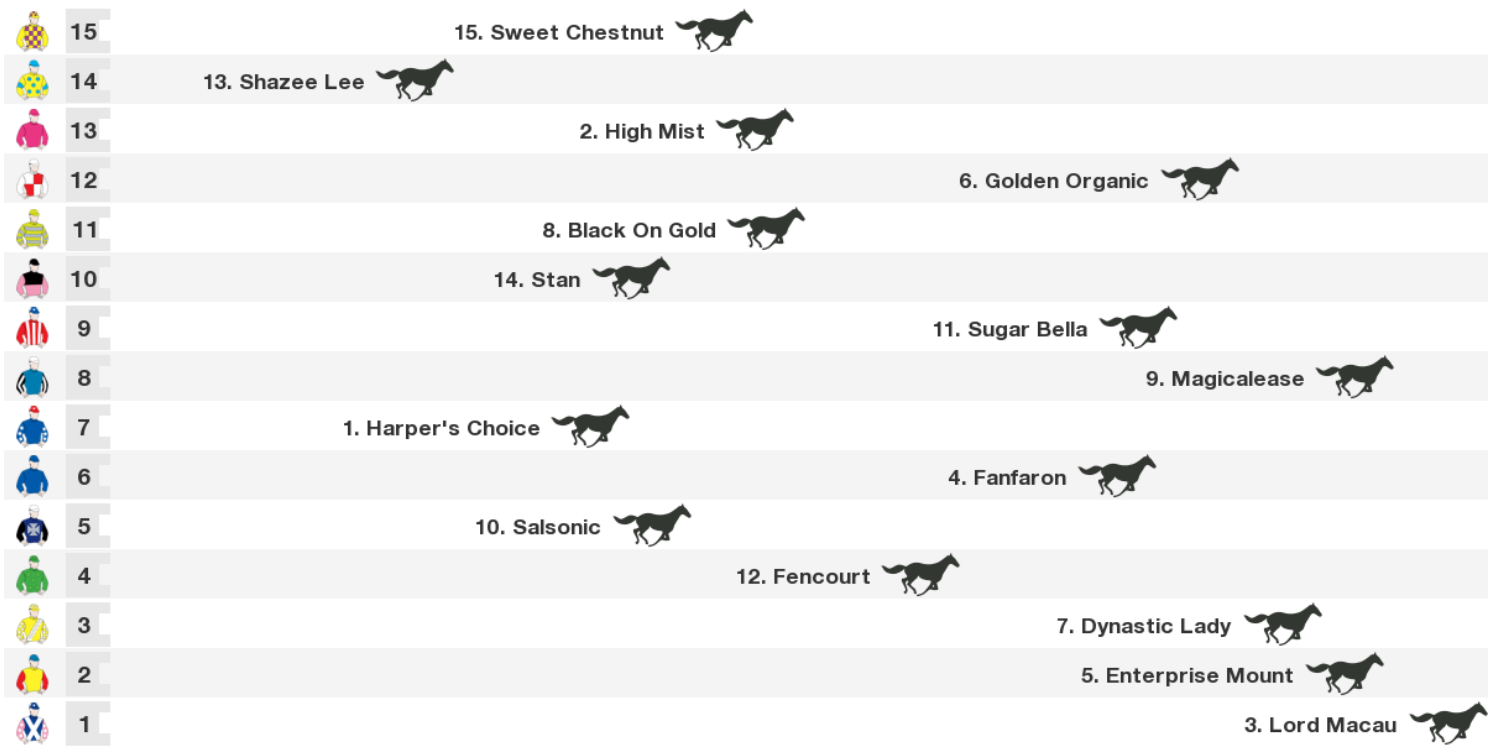 15 15. Sweet Chestnut
14 13. Shazee Lee
13 2. High Mist
12 6. Golden Organic
11 8. Black On Gold
10 14. Stan
9 11. Sugar Bella
8 9. Magicalease
7 1. Harper's Choice
6 4. Fanfaron
5 10. Salsonic
4 12. Fencourt
3 7. Dynastic Lady
2 5. Enterprise Mount
1 3. Lord Macau